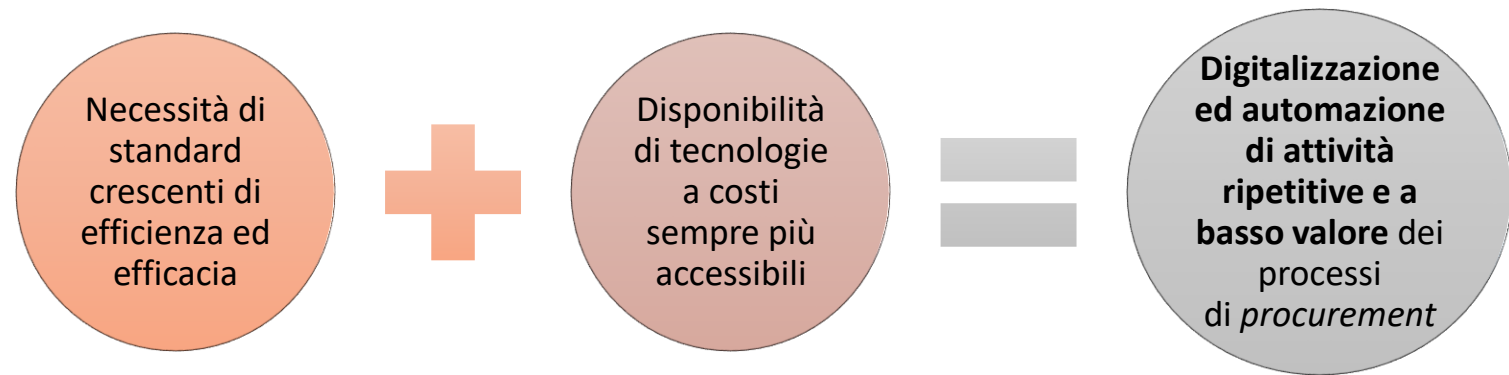 Necessità di
standard
crescenti di
efficienza ed
efficacia
Disponibilità
di tecnologie
a costi
sempre più
accessibili
Digitalizzazione
ed automazione
di attività
ripetitive e a
basso valore dei
processi
di procurement